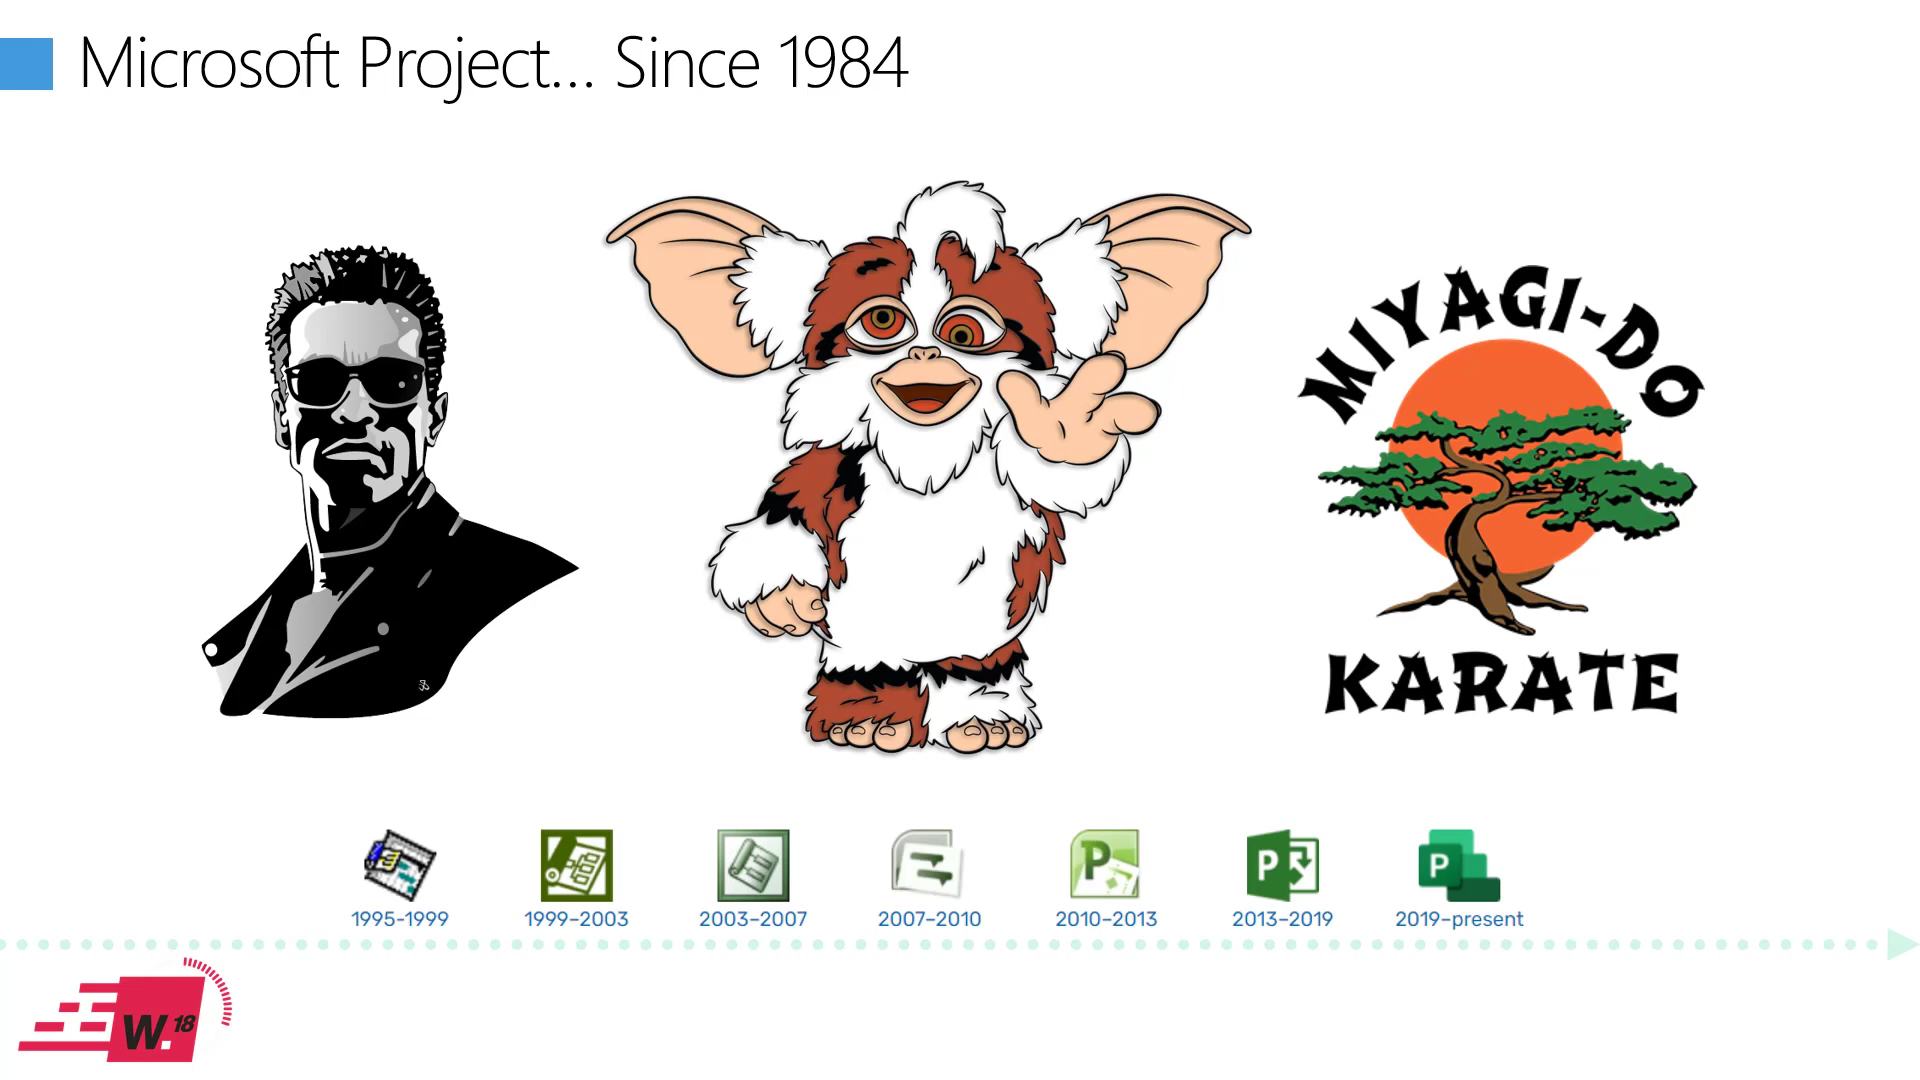 Microsoft Project... Since 1984
MIYAGI-DO
KARATE
P
P
P
1995-1999
1999-2003
2003-2007
2007-2010
2010-2013
2013-2019
2019-present
W. 18